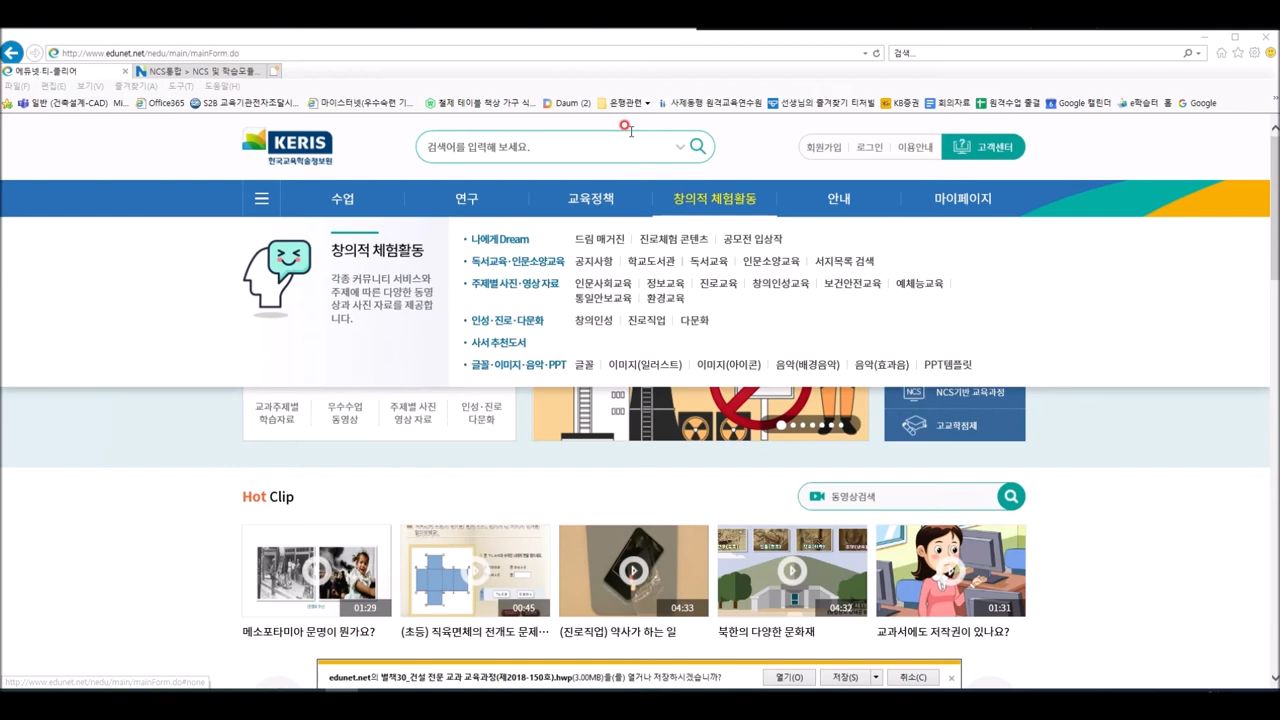 http://www.edunet.net/nedu/main/mainForm.do
검색...
에듀넷 티-클리어
NCS통합 > NCS 및 학습모듈...
파일(F) 편집(E) 보기(V) 즐겨찾기(A) 도구(T) 도움말(H)
일반 (건축설계-CAD) MI... Office365 S2B 교육기관전자조달시... 마이스터넷(우수숙련 기... 철제 테이블 책상 가구 식... Daum (2) 은행관련 사제동행 원격교육연수원 선생님의 즐겨찾기 티처빌 KB증권 회의자료 원격수업 출결 Google 캘린더 e학습터 홈 Google
KERIS
한국교육학술정보원
검색어를 입력해 보세요.
회원가입 로그인 이용안내 고객센터
수업 연구 교육정책 창의적 체험활동 안내 마이페이지
창의적 체험활동
각종 커뮤니티 서비스와
주제에 따른 다양한 동영
상과 사진 자료를 제공합
니다.
• 나에게 Dream 드림 매거진 진로체험 콘텐츠 공모전 입상작
• 독서교육·인문소양교육 공지사항 학교도서관 독서교육 인문소양교육 서지목록 검색
• 주제별 사진·영상 자료 인문사회교육 정보교육 진로교육 창의인성교육 보건안전교육 예체능교육
통일안보교육 환경교육
• 인성·진로·다문화 창의인성 진로직업 다문화
• 사서 추천도서
• 글꼴·이미지·음악·PPT 글꼴 이미지(일러스트) 이미지(아이콘) 음악(배경음악) 음악(효과음) PPT템플릿
교과주제별
학습자료
우수수업
동영상
주제별 사진
영상 자료
인성·진로
다문화
NCS NCS기반 교육과정
고교학점제
Hot Clip
동영상검색
01:29
00:45
04:33
04:32
01:31
메소포타미아 문명이 뭔가요?
(초등) 직육면체의 전개도 문제...
(진로직업) 약사가 하는 일
북한의 다양한 문화재
교과서에도 저작권이 있나요?
edunet.net의 별책30_건설 전문 교과 교육과정(제2018-150호).hwp(3.00MB)을(를) 열거나 저장하시겠습니까?
열기(O) 저장(S) 취소(C)
http://www.edunet.net/nedu/main/mainForm.do#none